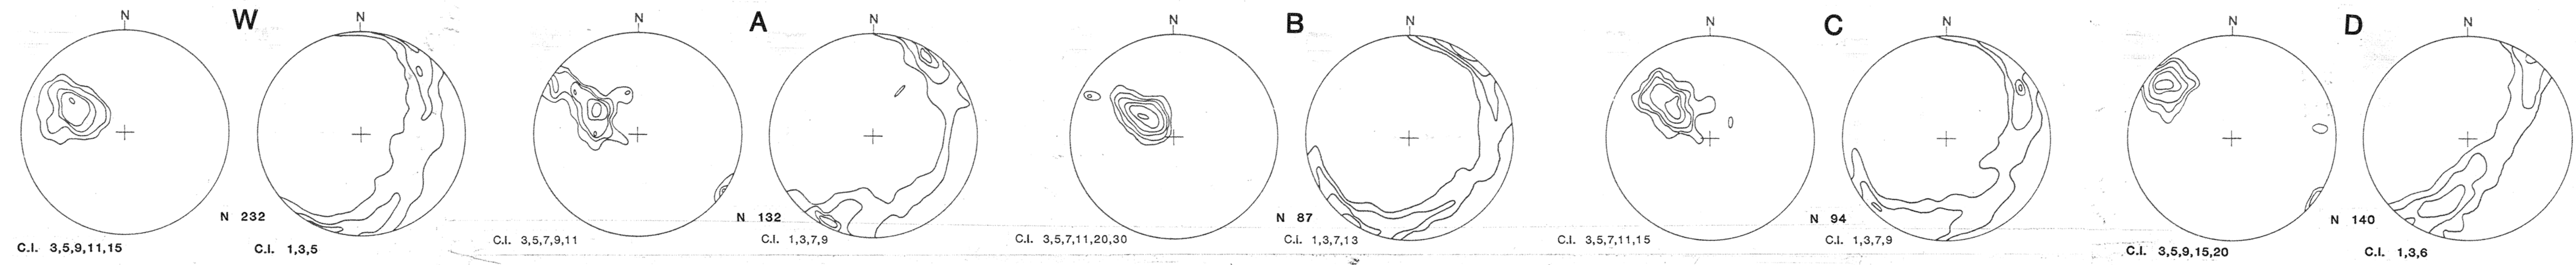 N
W
N
N
A
N
N
B
N
N
C
N
N
D
N
N 232
N 132
N 87
N 94
N 140
C.I. 3,5,9,11,15
C.I. 1,3,5
C.I. 3,5,7,9,11
C.I. 1,3,7,9
C.I. 3,5,7,11,20,30
C.I. 1,3,7,13
C.I. 3,5,7,11,15
C.I. 1,3,7,9
C.I. 3,5,9,15,20
C.I. 1,3,6